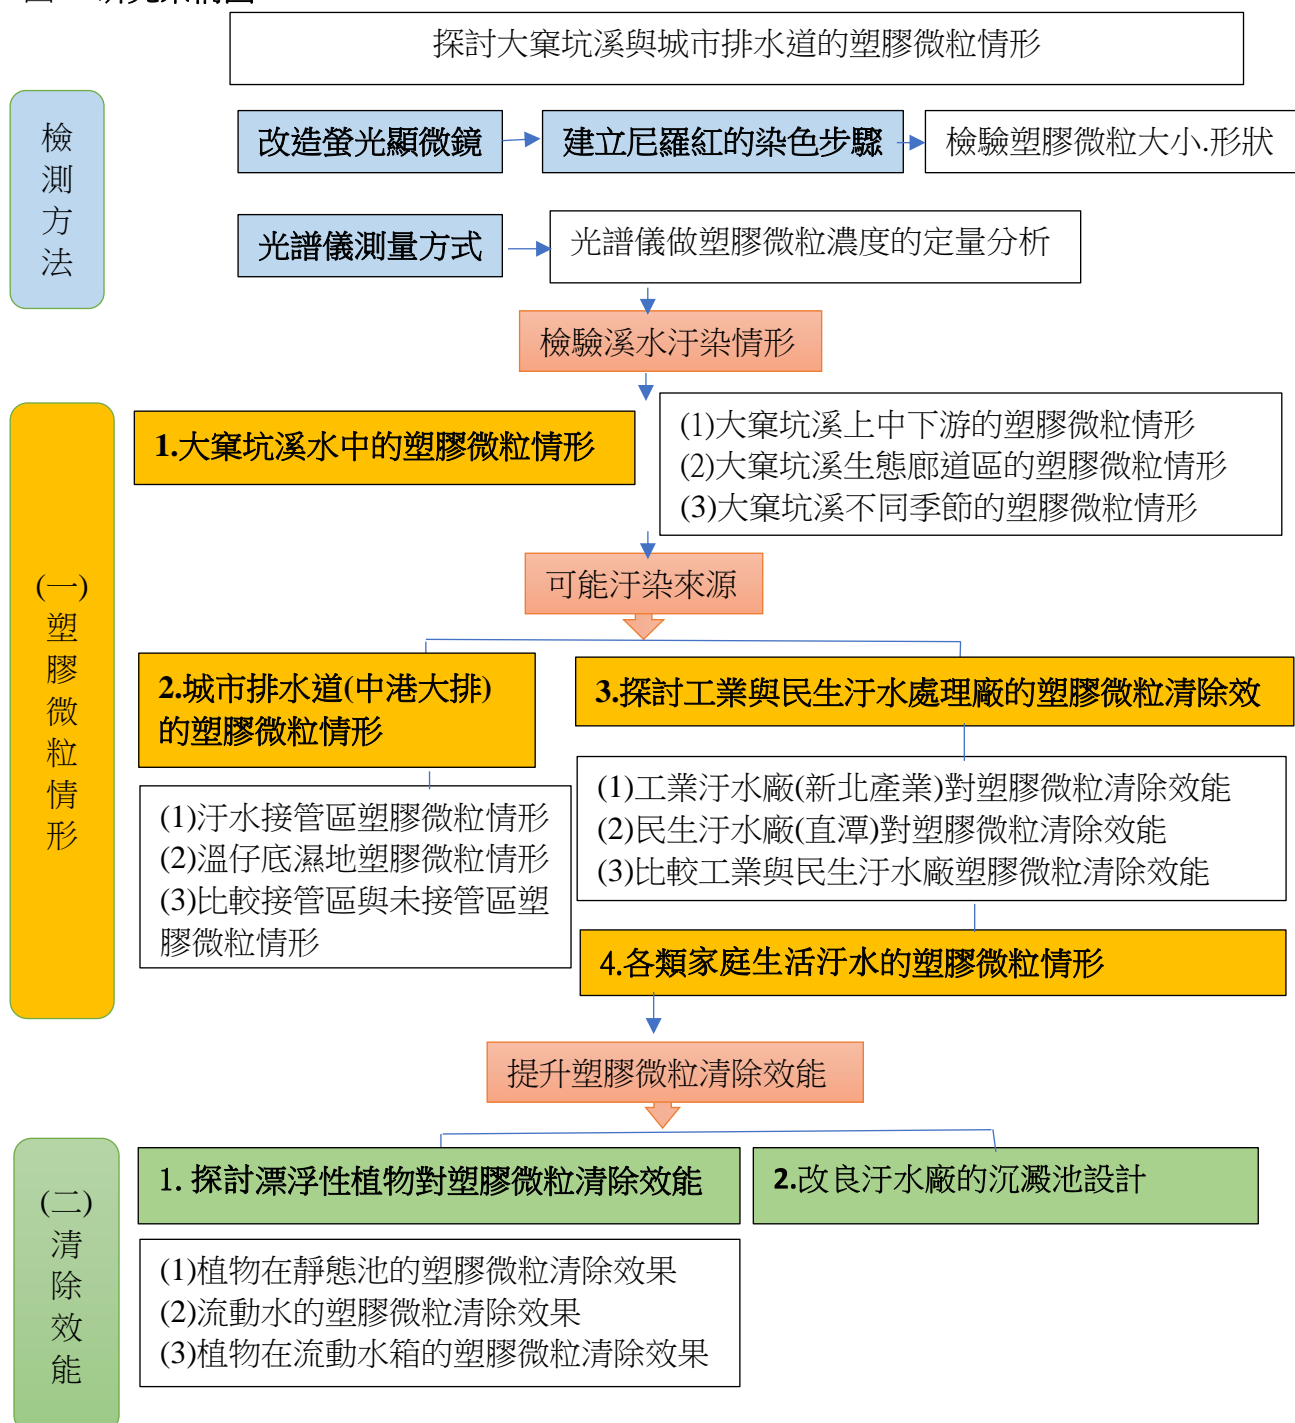 探討大窠坑溪與城市排水道的塑膠微粒情形
檢測方法
改造螢光顯微鏡
建立尼羅紅的染色步驟
檢驗塑膠微粒大小.形狀
光譜儀測量方式
光譜儀做塑膠微粒濃度的定量分析
檢驗溪水汙染情形
(一)塑膠微粒情形
1.大窠坑溪水中的塑膠微粒情形
(1)大窠坑溪上中下游的塑膠微粒情形
(2)大窠坑溪生態廊道區的塑膠微粒情形
(3)大窠坑溪不同季節的塑膠微粒情形
可能汙染來源
2.城市排水道(中港大排)
的塑膠微粒情形
3.探討工業與民生汙水處理廠的塑膠微粒清除效
(1)汙水接管區塑膠微粒情形
(2)溫仔底濕地塑膠微粒情形
(3)比較接管區與未接管區塑
膠微粒情形
(1)工業汙水廠(新北產業)對塑膠微粒清除效能
(2)民生汙水廠(直潭)對塑膠微粒清除效能
(3)比較工業與民生汙水廠塑膠微粒清除效能
4.各類家庭生活汙水的塑膠微粒情形
提升塑膠微粒清除效能
(二)清除效能
1. 探討漂浮性植物對塑膠微粒清除效能
2.改良汙水廠的沉澱池設計
(1)植物在靜態池的塑膠微粒清除效果
(2)流動水的塑膠微粒清除效果
(3)植物在流動水箱的塑膠微粒清除效果